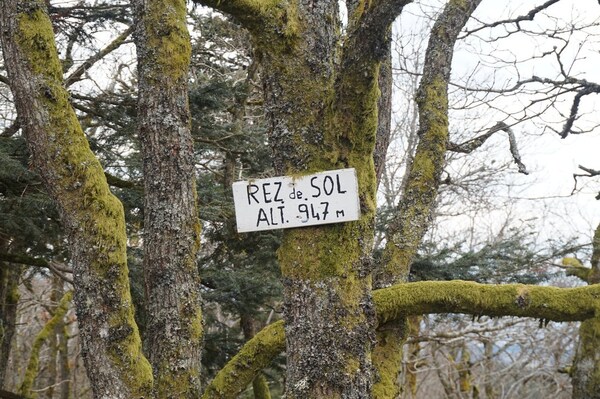 REZ de. SOL
ALT. 947 m